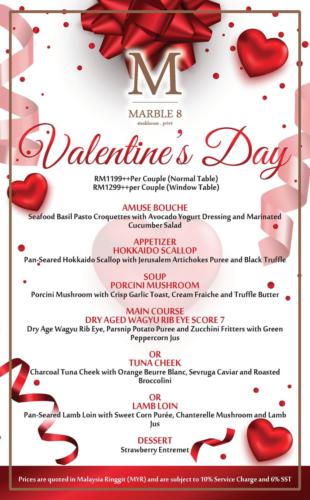 M
MARBLE 8
steakhouse . privé
Valentine's Day
RM1199++Per Couple (Normal Table)
RM1299++per Couple (Window Table)
AMUSE BOUCHE
Seafood Basil Pasto Croquettes with Avocado Yogurt Dressing and Marinated
Cucumber Salad
APPETIZER
HOKKAIDO SCALLOP
Pan-Seared Hokkaido Scallop with Jerusalem Artichokes Puree and Black Truffle
SOUP
PORCINI MUSHROOM
Porcini Mushroom with Crisp Garlic Toast, Cream Fraiche and Truffle Butter
MAIN COURSE
DRY AGED WAGYU RIB EYE SCORE 7
Dry Age Wagyu Rib Eye, Parsnip Potato Puree and Zucchini Fritters with Green
Peppercorn Jus
OR
TUNA CHEEK
Charcoal Tuna Cheek with Orange Beurre Blanc, Sevruga Caviar and Roasted
Broccolini
OR
LAMB LOIN
Pan-Seared Lamb Loin with Sweet Corn Purée, Chanterelle Mushroom and Lamb
Jus
DESSERT
Strawberry Entremet
Prices are quoted in Malaysia Ringgit (MYR) and are subject to 10% Service Charge and 6% SST